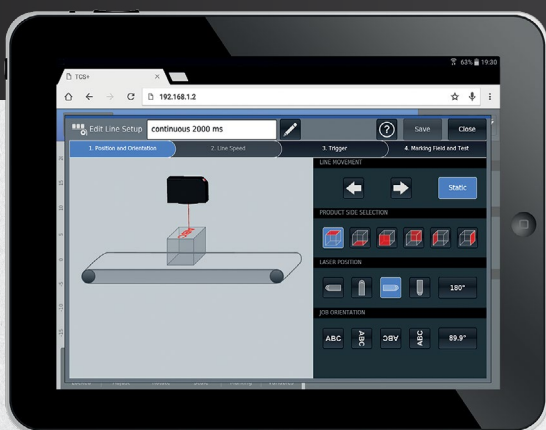 63% 19:30
TCS+
192.168.1.2
Edit Line Setup continuous 2000 ms ? Save Close
1. Position and Orientation 2. Line Speed 3. Trigger 4. Marking Field and Test
LINE MOVEMENT
Static
PRODUCT SIDE SELECTION
ABC
LASER POSITION
180°
JOB ORIENTATION
ABC ABC ABC ABC 89.9°